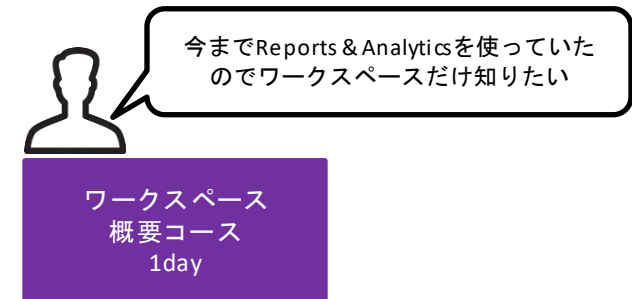 今までReports & Analyticsを使っていた
のでワークスペースだけ知りたい
ワークスペース
概要コース
1day